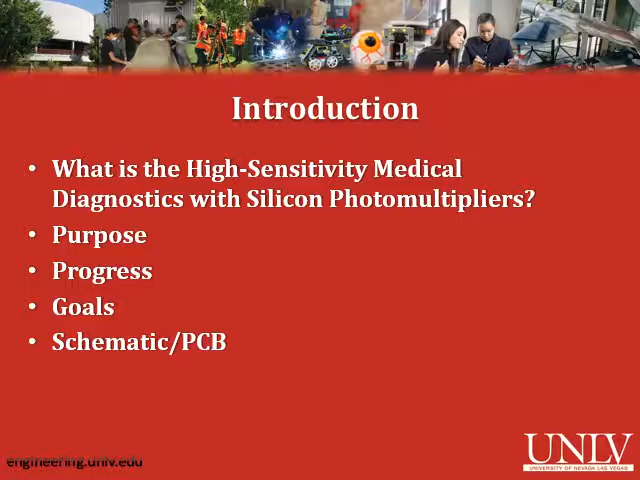 Introduction
• What is the High-Sensitivity Medical
Diagnostics with Silicon Photomultipliers?
• Purpose
• Progress
• Goals
• Schematic/PCB
engineering.unlv.edu
UNLV
UNIVERSITY OF NEVADA LAS VEGAS